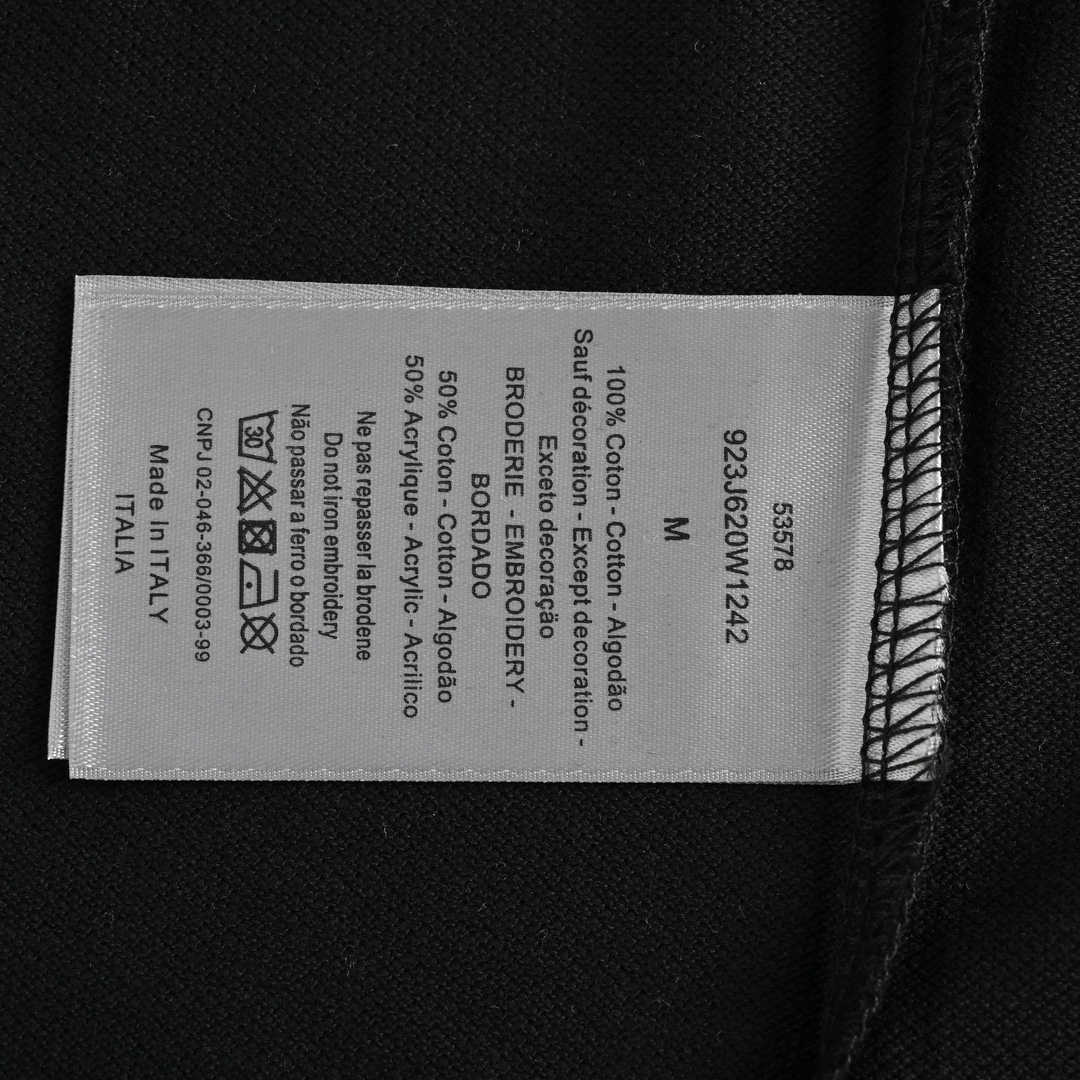 53578
923J620W1242
M
100% Coton - Cotton - Algodão
Sauf décoration - Except decoration -
Exceto decoração
BRODERIE - EMBROIDERY -
BORDADO
50% Coton - Cotton - Algodão
50% Acrylique - Acrylic - Acrilico
Ne pas repasser la brodene
Do not iron embroidery
Não passar a ferro o bordado
30
CNPJ 02-046-366/0003-99
Made In ITALY
ITALIA